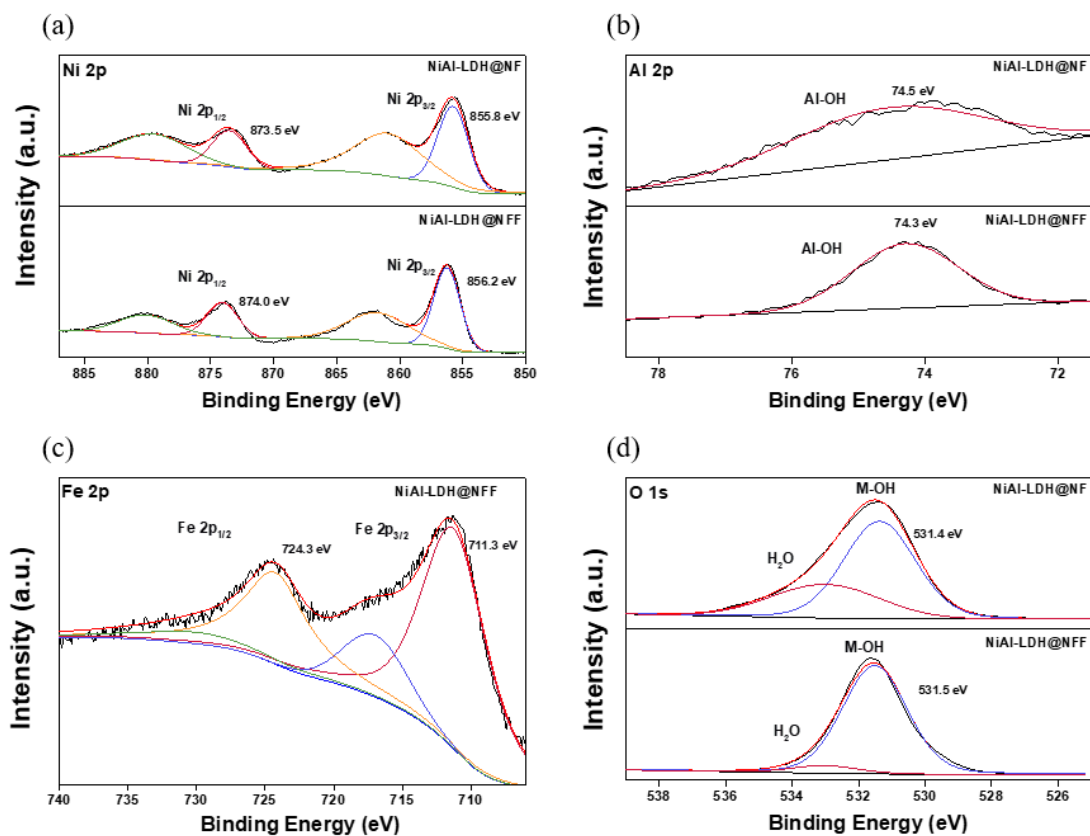 (a)
Ni 2p
NiAl-LDH@NF
Ni 2p1/2
873.5 eV
Ni 2p3/2
855.8 eV
NiAl-LDH@NFF
Ni 2p1/2
874.0 eV
Ni 2p3/2
856.2 eV
Intensity (a.u.)
Intensity (a.u.)
885 880 875 870 865 860 855 850
Binding Energy (eV)
(b)
Al 2p
NiAl-LDH@NF
Al-OH
74.5 eV
NiAl-LDH@NFF
74.3 eV
Al-OH
Intensity (a.u.)
Intensity (a.u.)
78 76 74 72
Binding Energy (eV)
(c)
Fe 2p
NiAl-LDH@NFF
Fe 2p1/2
724.3 eV
Fe 2p3/2
711.3 eV
Intensity (a.u.)
740 735 730 725 720 715 710
Binding Energy (eV)
(d)
O 1s
M-OH
NiAl-LDH@NF
531.4 eV
H2O
NiAl-LDH@NFF
M-OH
531.5 eV
H2O
Intensity (a.u.)
Intensity (a.u.)
538 536 534 532 530 528 526
Binding Energy (eV)